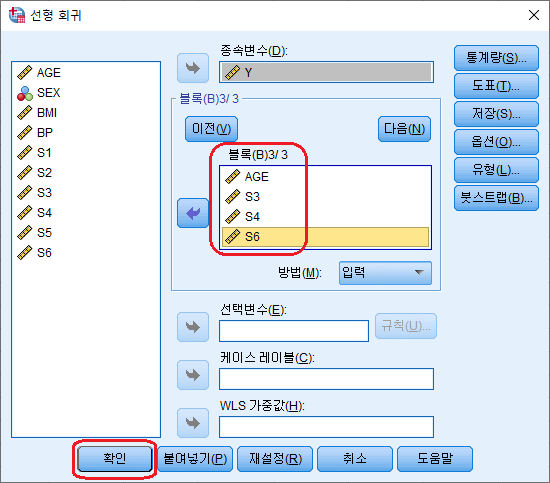 선형 회귀
종속변수(D):
Y
AGE
SEX
BMI
BP
S1
S2
S3
S4
S5
S6
블록(B)3/ 3
이전(V)
다음(N)
블록(B)3/ 3
AGE
S3
S4
S6
방법(M):
입력
선택변수(E):
규칙(U)...
케이스 레이블(C):
WLS 가중값(H):
통계량(S)...
도표(T)...
저장(S)...
옵션(O)...
유형(L)...
붓스트랩(B)...
확인
붙여넣기(P)
재설정(R)
취소
도움말